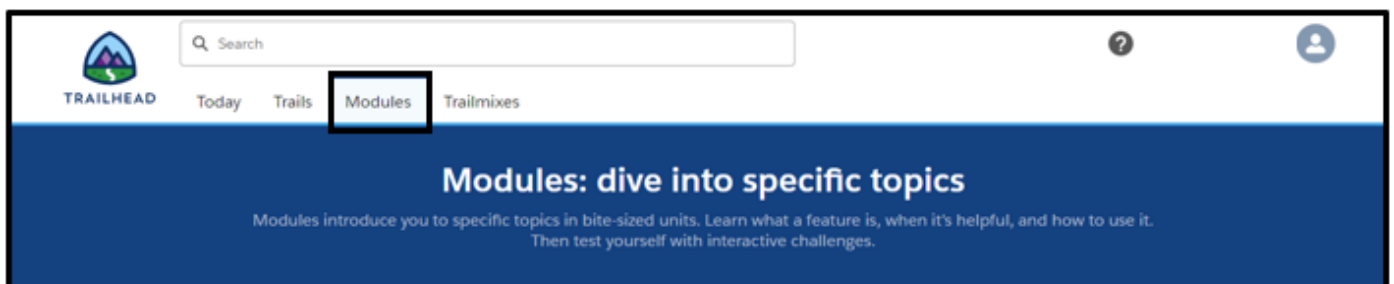 Search
TRAILHEAD
Today Trails Modules Trailmixes
Modules: dive into specific topics
Modules introduce you to specific topics in bite-sized units. Learn what a feature is, when it's helpful, and how to use it.
Then test yourself with interactive challenges.